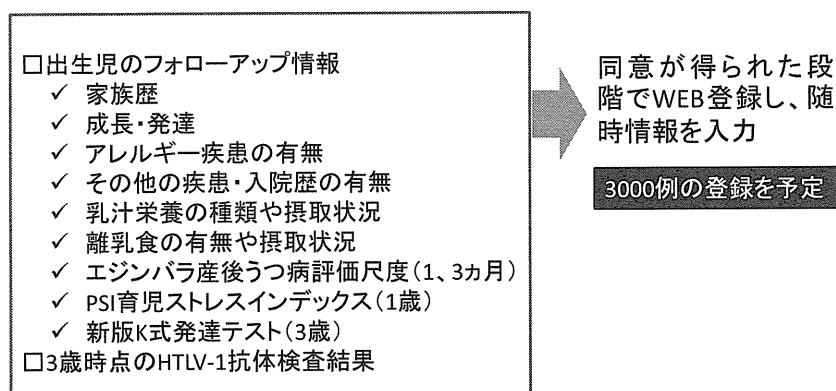 □出生児のフォローアップ情報
✓ 家族歴
✓ 成長・発達
✓ アレルギー疾患の有無
✓ その他の疾患・入院歴の有無
✓ 乳汁栄養の種類や摂取状況
✓ 離乳食の有無や摂取状況
✓ エジンバラ産後うつ病評価尺度(1、3ヵ月)
✓ PSI育児ストレスインデックス(1歳)
✓ 新版K式発達テスト(3歳)
□3歳時点のHTLV-1抗体検査結果
同意が得られた段
階でWEB登録し、随
時情報を入力
3000例の登録を予定